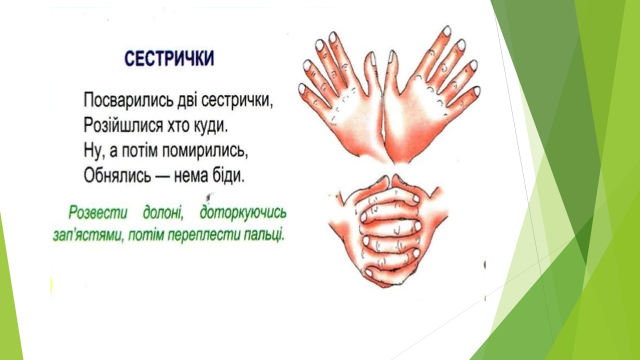 СЕСТРИЧКИ
Посварились дві сестрички,
Розійшлися хто куди.
Ну, а потім помирились,
Обнялись — нема біди.
Розвести долоні, доторкуючись
зап'ястями, потім переплести пальці.